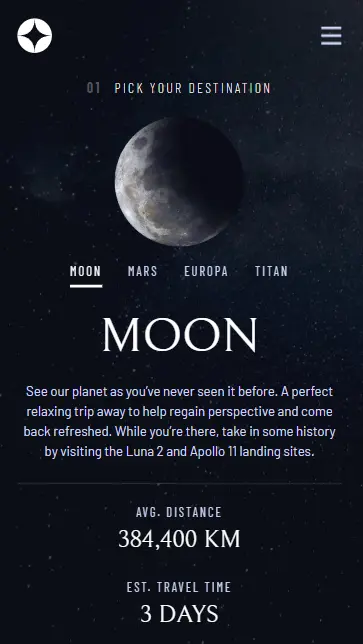 01 PICK YOUR DESTINATION
MOON MARS EUROPA TITAN
MOON
See our planet as you’ve never seen it before. A perfect
relaxing trip away to help regain perspective and come
back refreshed. While you’re there, take in some history
by visiting the Luna 2 and Apollo 11 landing sites.
AVG. DISTANCE
384,400 KM
EST. TRAVEL TIME
3 DAYS